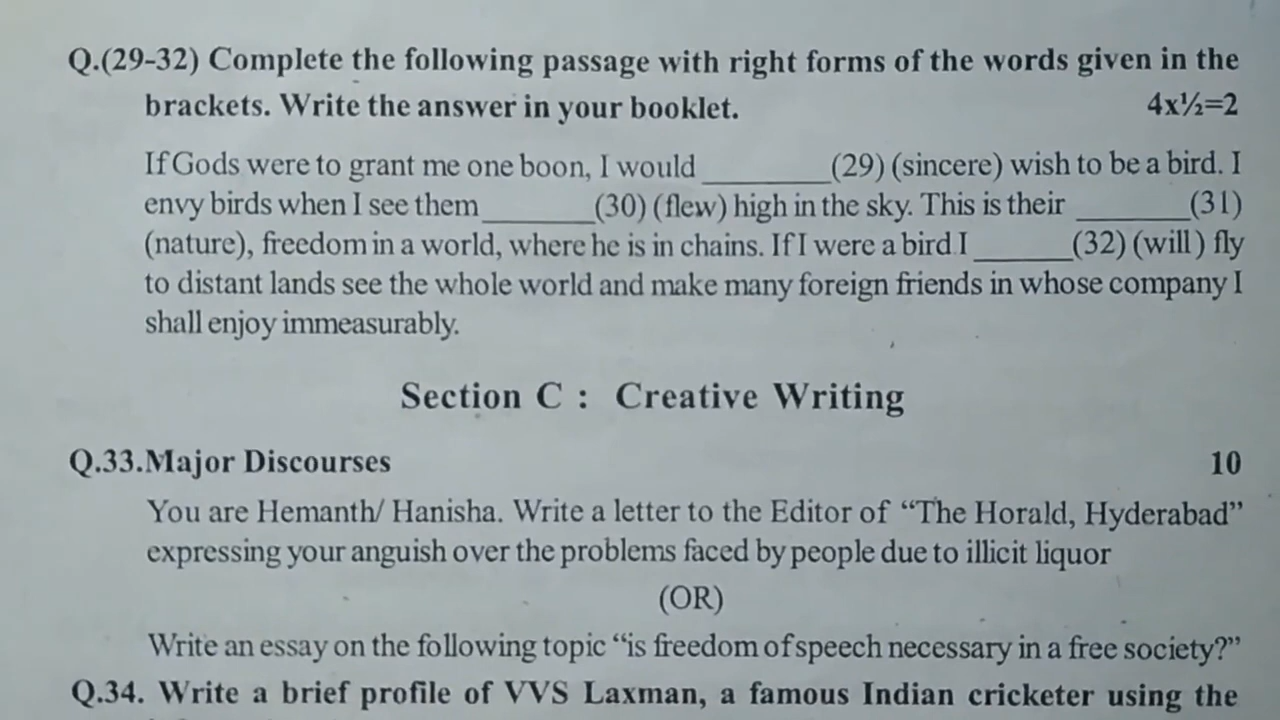 Q.(29-32) Complete the following passage with right forms of the words given in the
brackets. Write the answer in your booklet. 4x½=2
If Gods were to grant me one boon, I would _________(29) (sincere) wish to be a bird. I
envy birds when I see them________(30) (flew) high in the sky. This is their ________(31)
(nature), freedom in a world, where he is in chains. If I were a bird I _______(32) (will) fly
to distant lands see the whole world and make many foreign friends in whose company I
shall enjoy immeasurably.
Section C : Creative Writing
Q.33.Major Discourses 10
You are Hemanth/ Hanisha. Write a letter to the Editor of “The Horald, Hyderabad”
expressing your anguish over the problems faced by people due to illicit liquor
(OR)
Write an essay on the following topic “is freedom of speech necessary in a free society?”
Q.34. Write a brief profile of VVS Laxman, a famous Indian cricketer using the